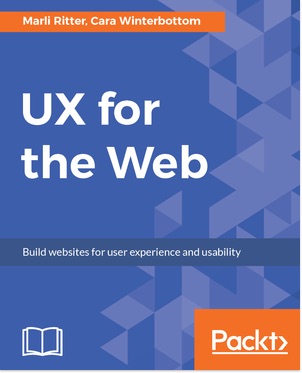 Marli Ritter, Cara Winterbottom
UX for
the Web
Build websites for user experience and usability
Packt>